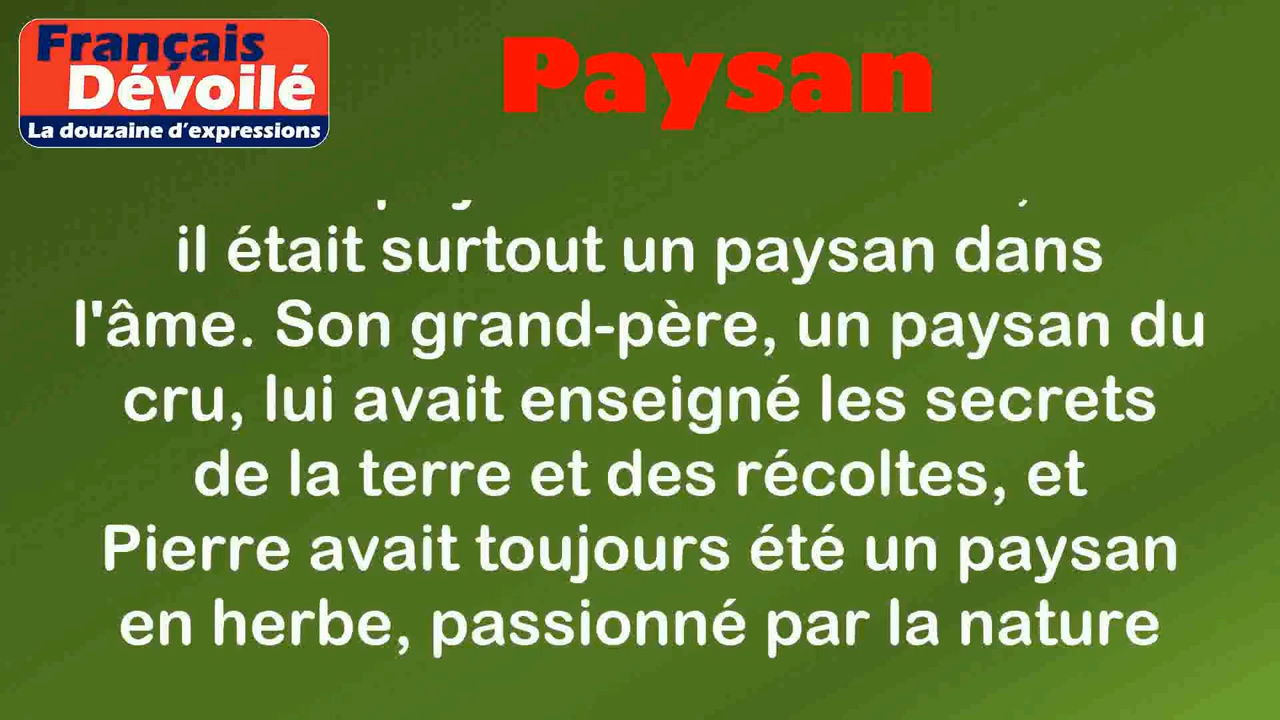 Français
Dévoilé
La douzaine d'expressions
Paysan
il était surtout un paysan dans
l'âme. Son grand-père, un paysan du
cru, lui avait enseigné les secrets
de la terre et des récoltes, et
Pierre avait toujours été un paysan
en herbe, passionné par la nature